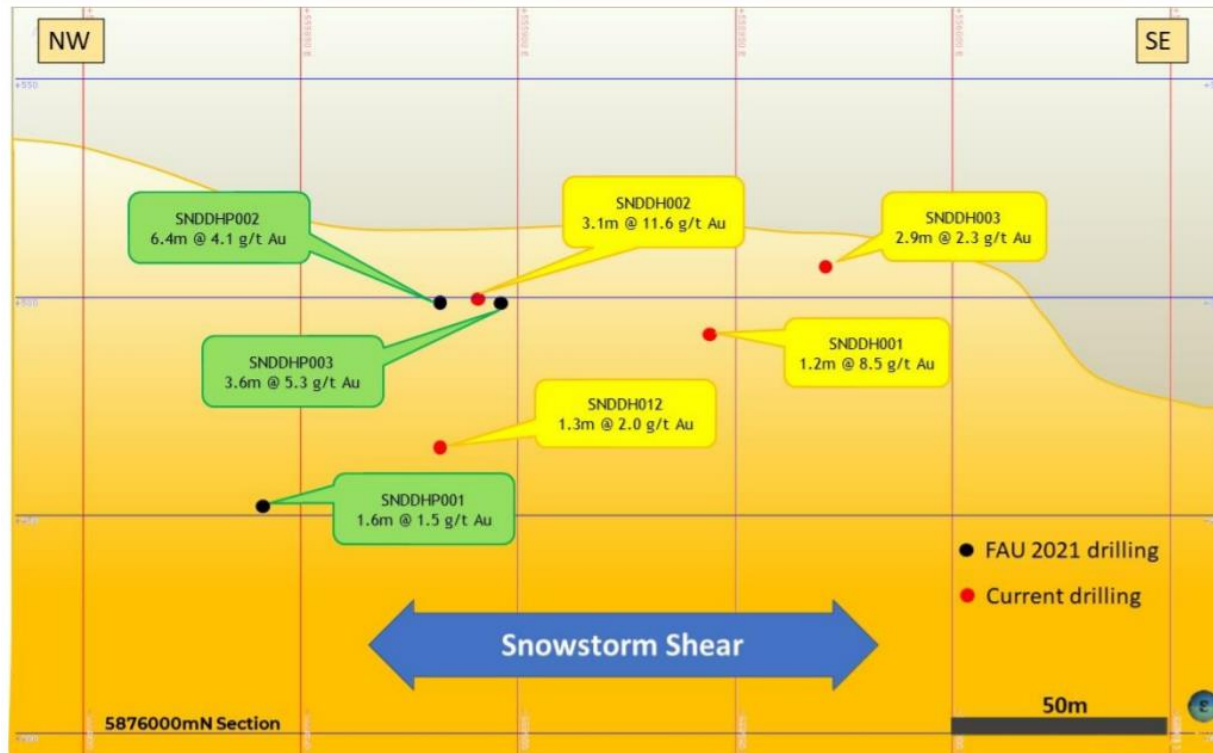 NW
SE
+550
SNDDHP002
6.4m @ 4.1 g/t Au
SNDDH002
3.1m @ 11.6 g/t Au
SNDDH003
2.9m @ 2.3 g/t Au
SNDDHP003
3.6m @ 5.3 g/t Au
SNDDH001
1.2m @ 8.5 g/t Au
SNDDH012
1.3m @ 2.0 g/t Au
SNDDHP001
1.6m @ 1.5 g/t Au
FAU 2021 drilling
Current drilling
Snowstorm Shear
50m
5876000mN Section